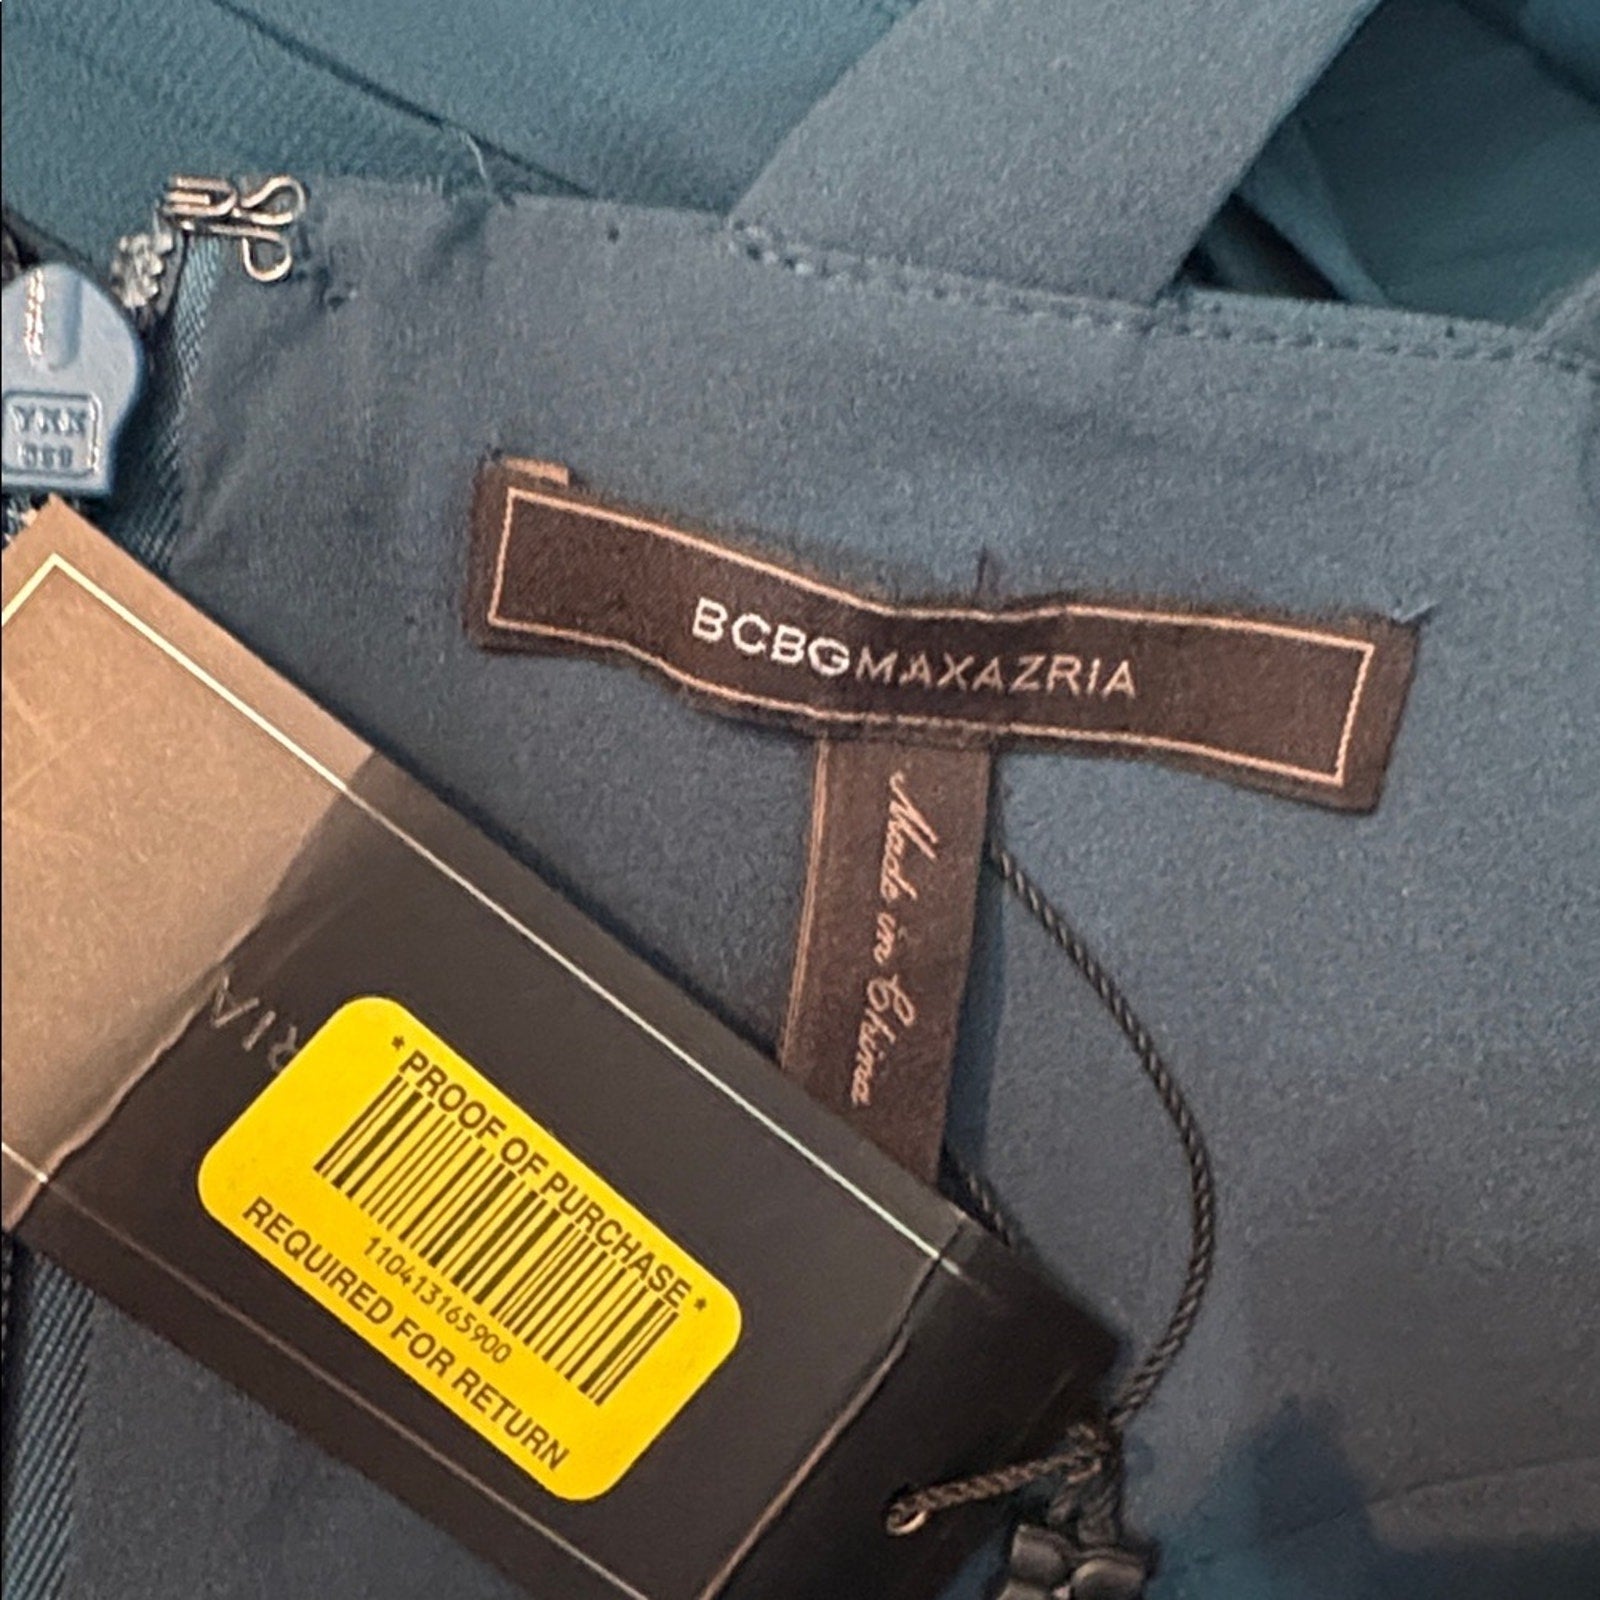 YKK
BCBGMAXAZRIA
Made in China
RIA
*PROOF OF PURCHASE*
110413165900
REQUIRED FOR RETURN